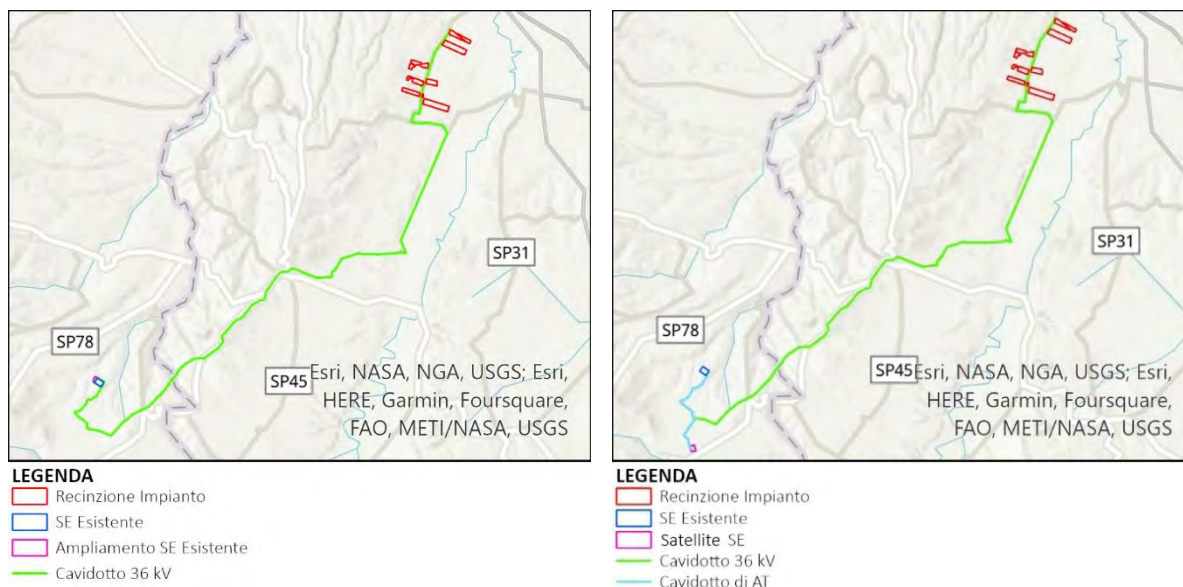 SP31
SP78
SP45
Esri, NASA, NGA, USGS; Esri,
HERE, Garmin, Foursquare,
FAO, METI/NASA, USGS
LEGENDA
Recinzione Impianto
SE Esistente
Ampliamento SE Esistente
Cavidotto 36 kV
SP31
SP78
SP45
Esri, NASA, NGA, USGS; Esri,
HERE, Garmin, Foursquare,
FAO, METI/NASA, USGS
LEGENDA
Recinzione Impianto
SE Esistente
Satellite SE
Cavidotto 36 kV
Cavidotto di AT